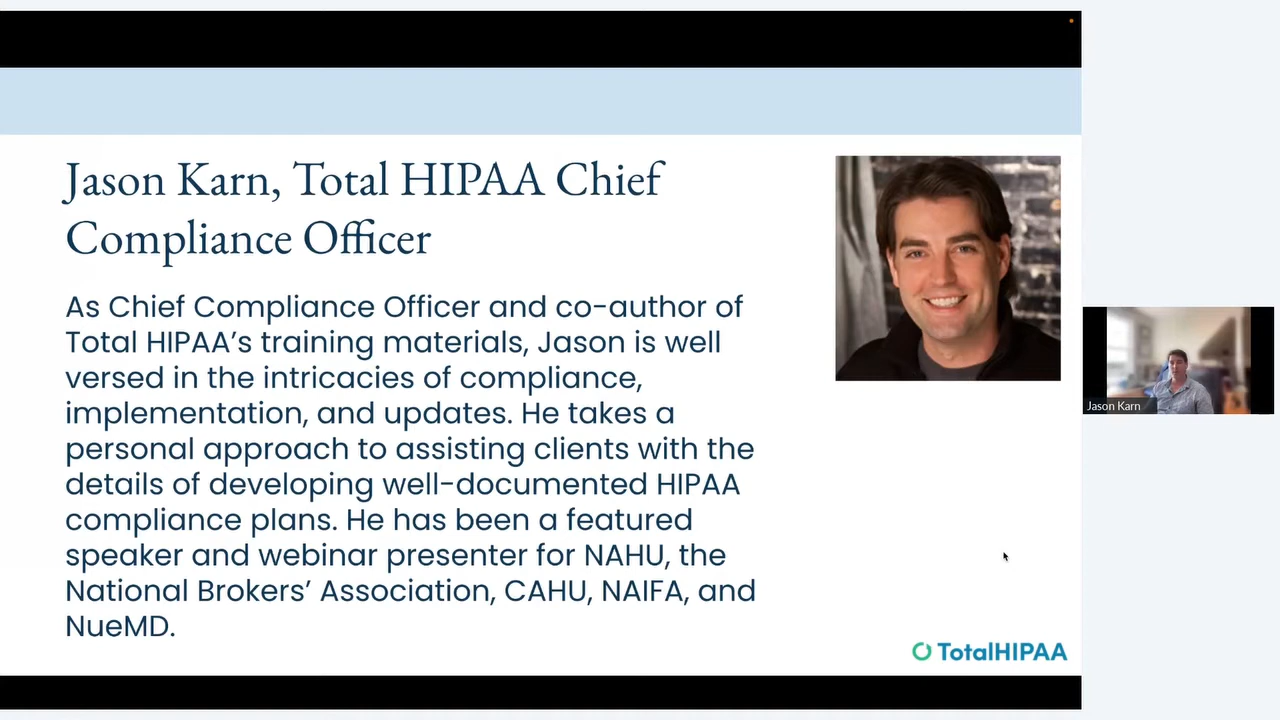 Jason Karn, Total HIPAA Chief
Compliance Officer
As Chief Compliance Officer and co-author of
Total HIPAA’s training materials, Jason is well
versed in the intricacies of compliance,
implementation, and updates. He takes a
personal approach to assisting clients with the
details of developing well-documented HIPAA
compliance plans. He has been a featured
speaker and webinar presenter for NAHU, the
National Brokers’ Association, CAHU, NAIFA, and
NueMD.
TotalHIPAA
Jason Karn